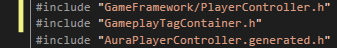 #include "GameFramework/PlayerController.h"
#include "GameplayTagContainer.h"
#include "AuraPlayerController.generated.h"